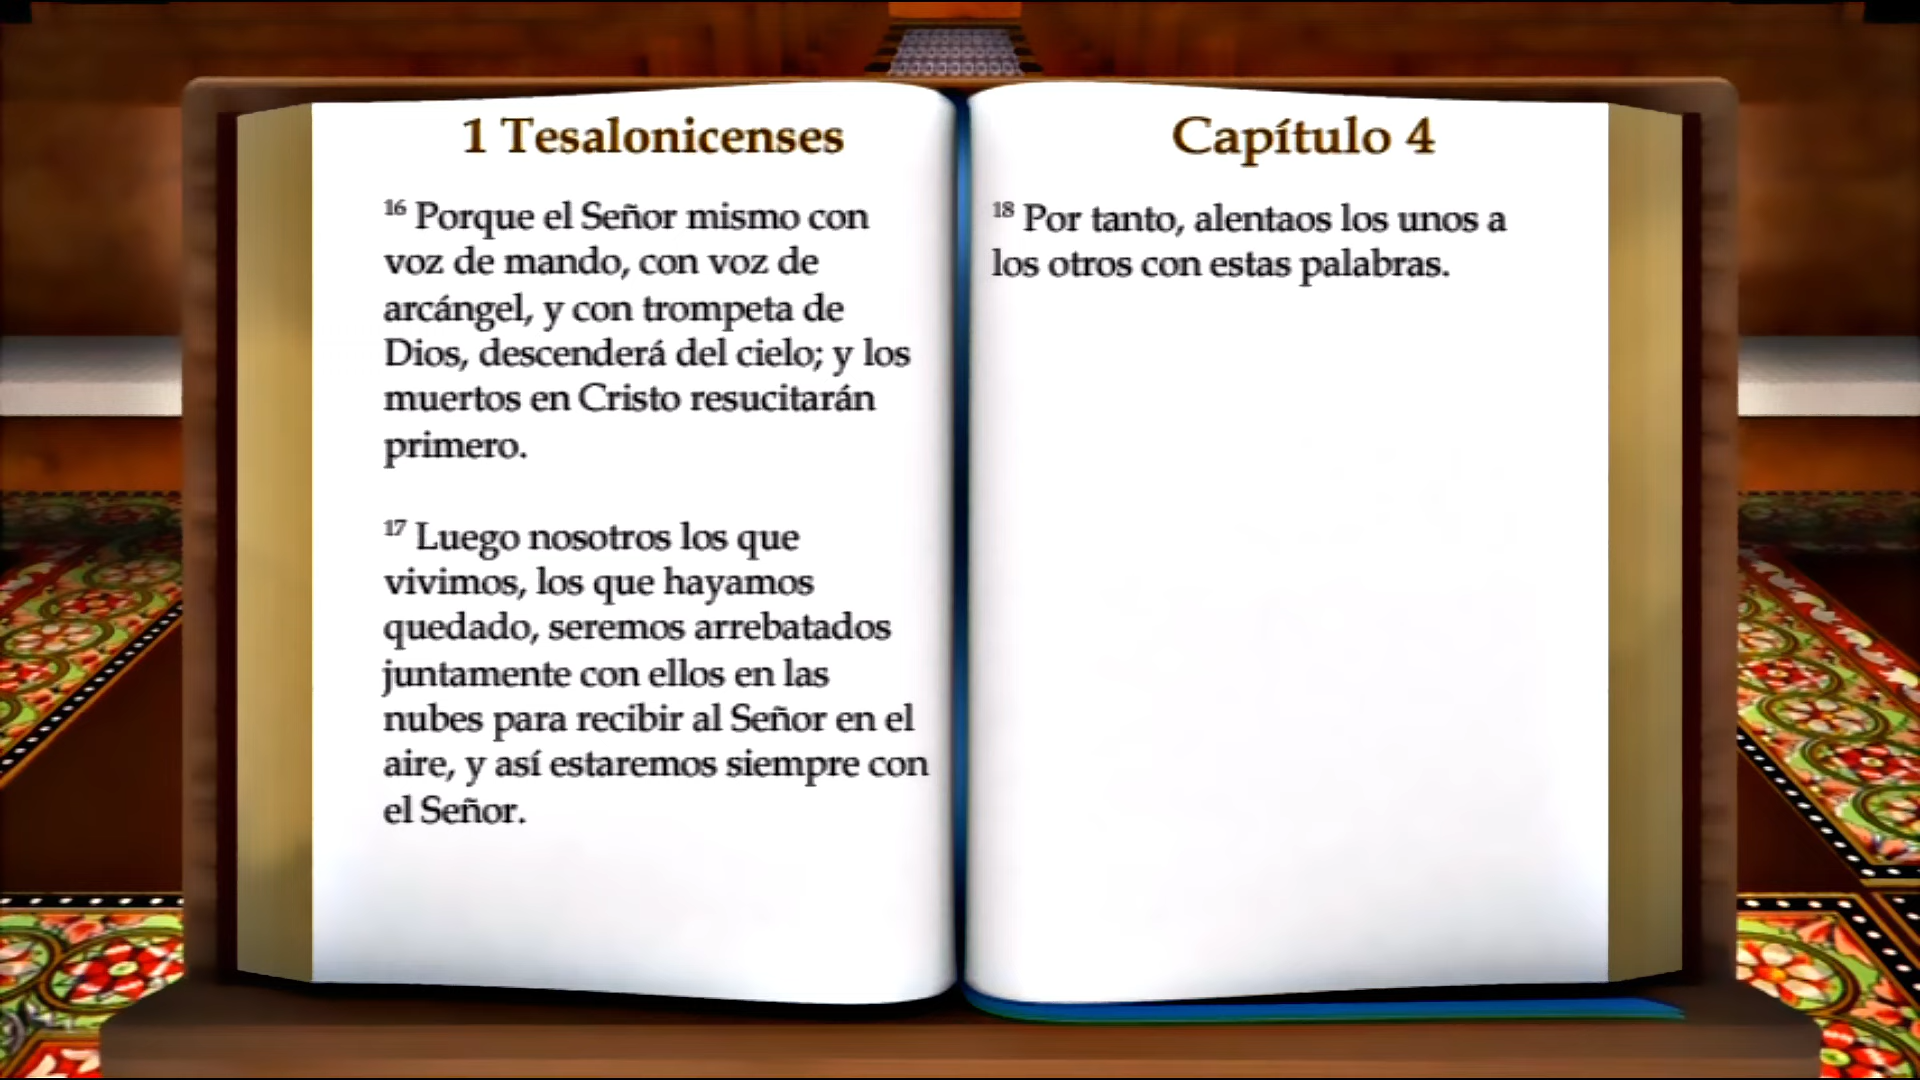 1 Tesalonicenses
16 Porque el Señor mismo con
voz de mando, con voz de
arcángel, y con trompeta de
Dios, descenderá del cielo; y los
muertos en Cristo resucitarán
primero.
17 Luego nosotros los que
vivimos, los que hayamos
quedado, seremos arrebatados
juntamente con ellos en las
nubes para recibir al Señor en el
aire, y así estaremos siempre con
el Señor.
Capítulo 4
18 Por tanto, alentaos los unos a
los otros con estas palabras.